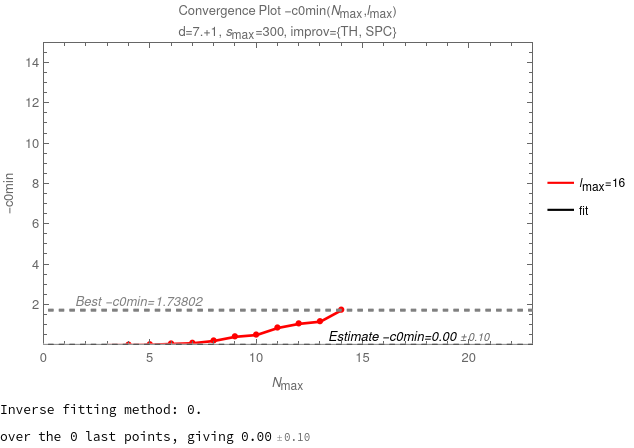 Convergence Plot −c0min(Nmax,lmax)
d=7.+1, smax=300, improv={TH, SPC}
14
12
10
8
6
4
2
−c0min
Best −c0min=1.73802
Estimate −c0min=0.00 ±0.10
0
5
10
15
20
Nmax
lmax=16
fit
Inverse fitting method: 0.
over the 0 last points, giving 0.00 ±0.10